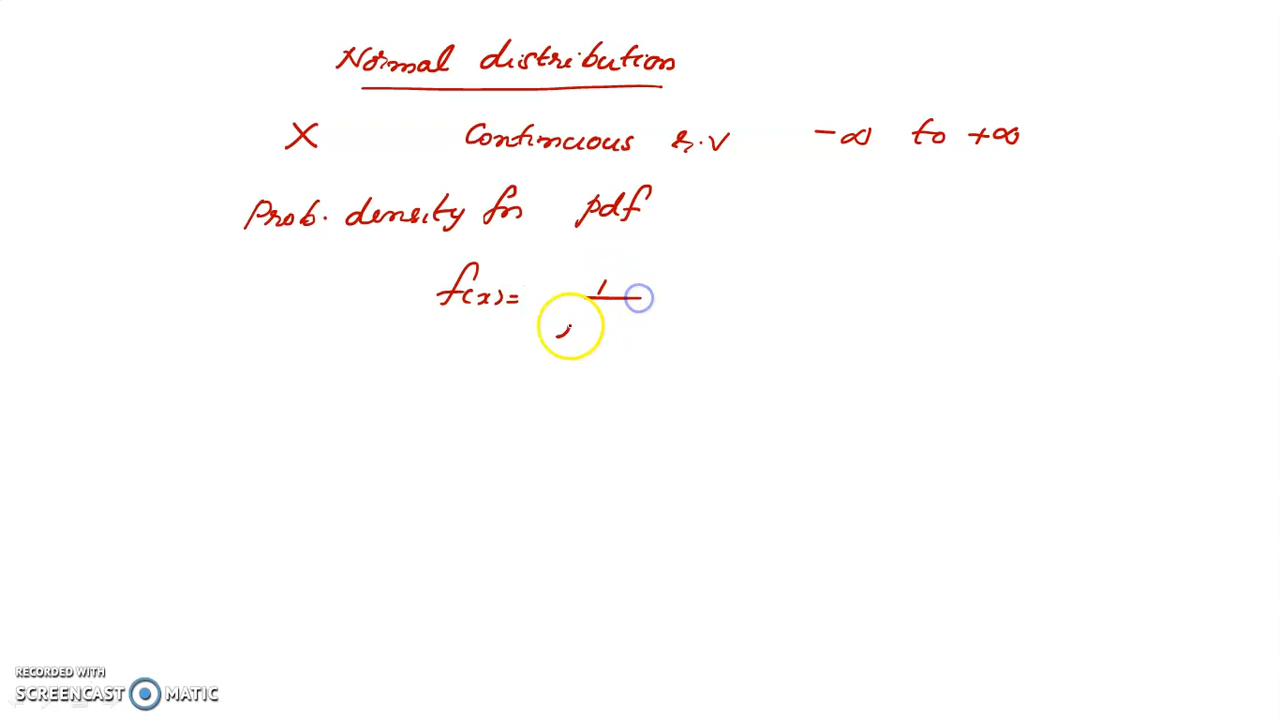 Normal distribution
X Continuous r.v -∞ to +∞
Prob. density fn pdf
f(x)= 1
RECORDED WITH
SCREENCAST MATIC